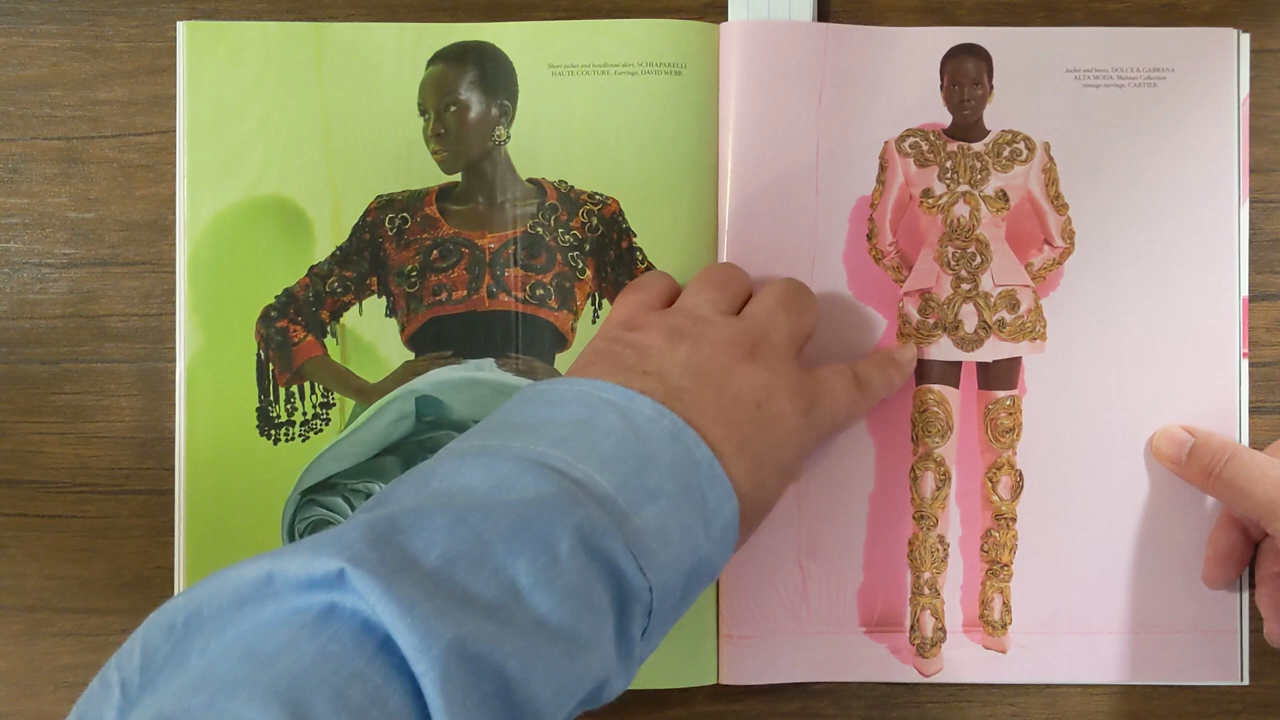 Short jacket and bouillonné skirt, SCHIAPARELLI
HAUTE COUTURE. Earrings, DAVID WEBB.
Jacket and boots, DOLCE & GABBANA
ALTA MODA. Mahnaz Collection
vintage earrings, CARTIER.